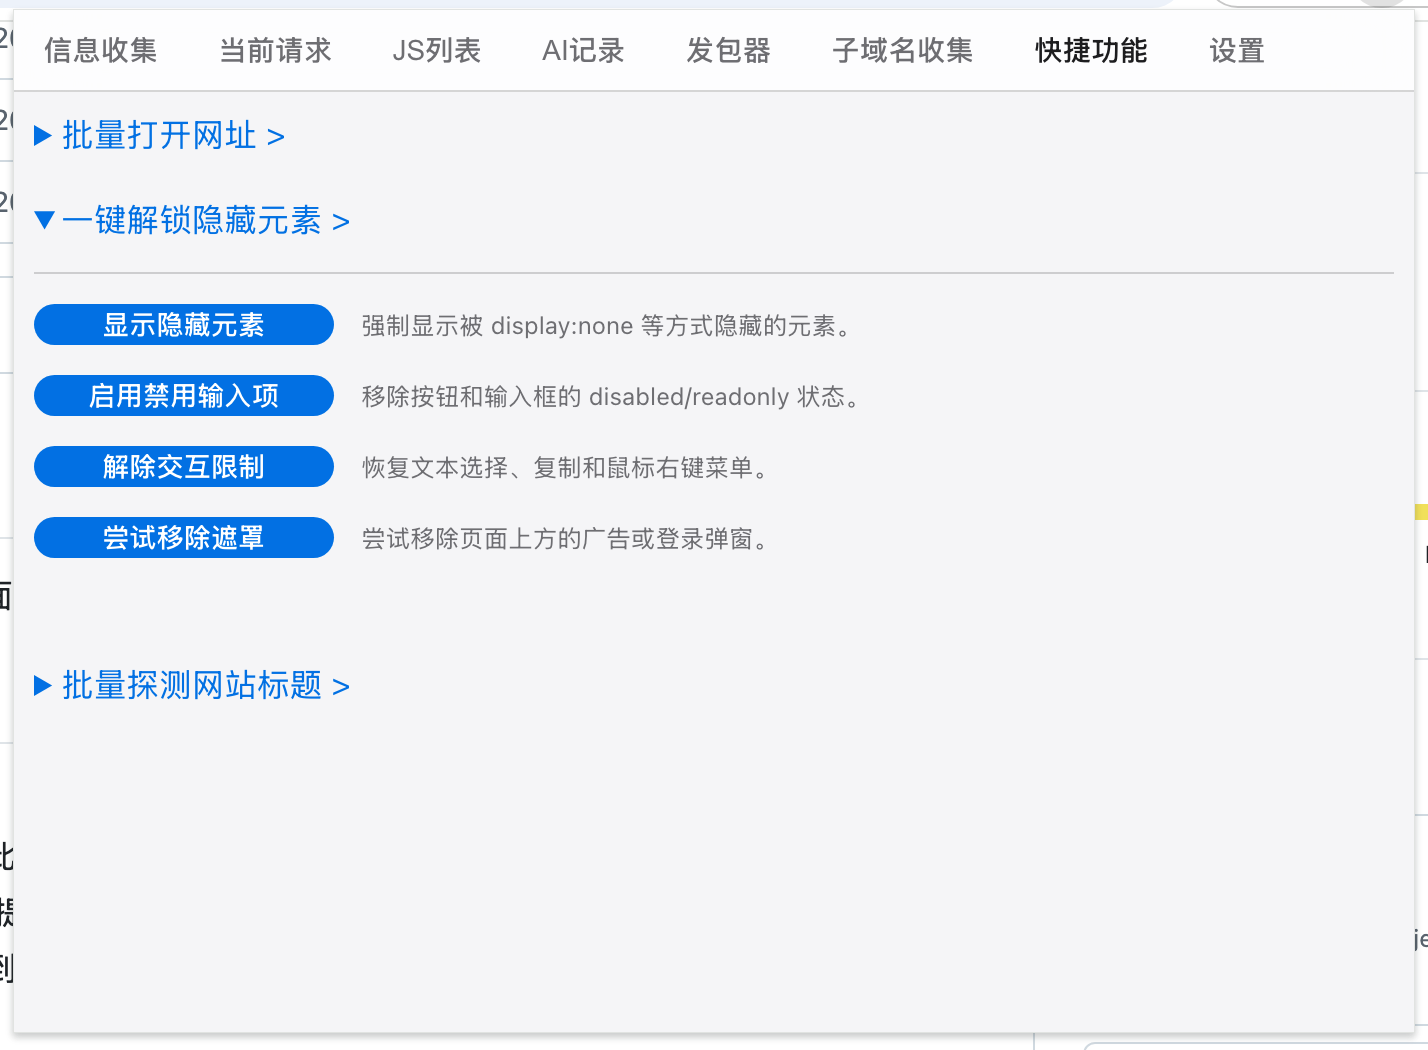 信息收集 当前请求 JS列表 AI记录 发包器 子域名收集 快捷功能 设置
▶ 批量打开网址 >
▼ 一键解锁隐藏元素 >
显示隐藏元素 强制显示被 display:none 等方式隐藏的元素。
启用禁用输入项 移除按钮和输入框的 disabled/readonly 状态。
解除交互限制 恢复文本选择、复制和鼠标右键菜单。
尝试移除遮罩 尝试移除页面上方的广告或登录弹窗。
▶ 批量探测网站标题 >